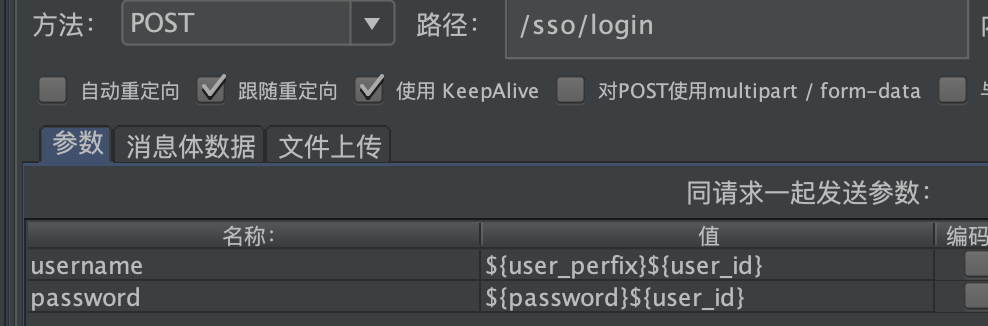 方法： POST 路径： /sso/login
自动重定向 跟随重定向 使用 KeepAlive 对POST使用multipart / form-data
参数 消息体数据 文件上传
同请求一起发送参数：
名称： 值 编码
username ${user_perfix}${user_id}
password ${password}${user_id}